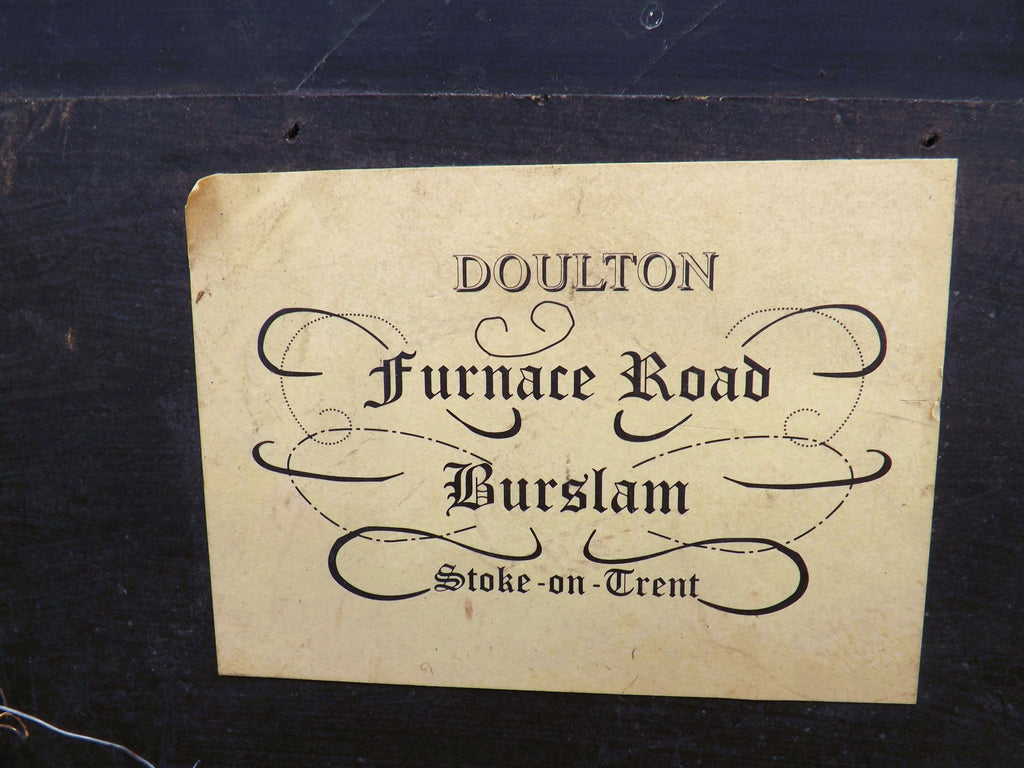 DOULTON
Furnace Road
Burslam
Stoke-on-Trent